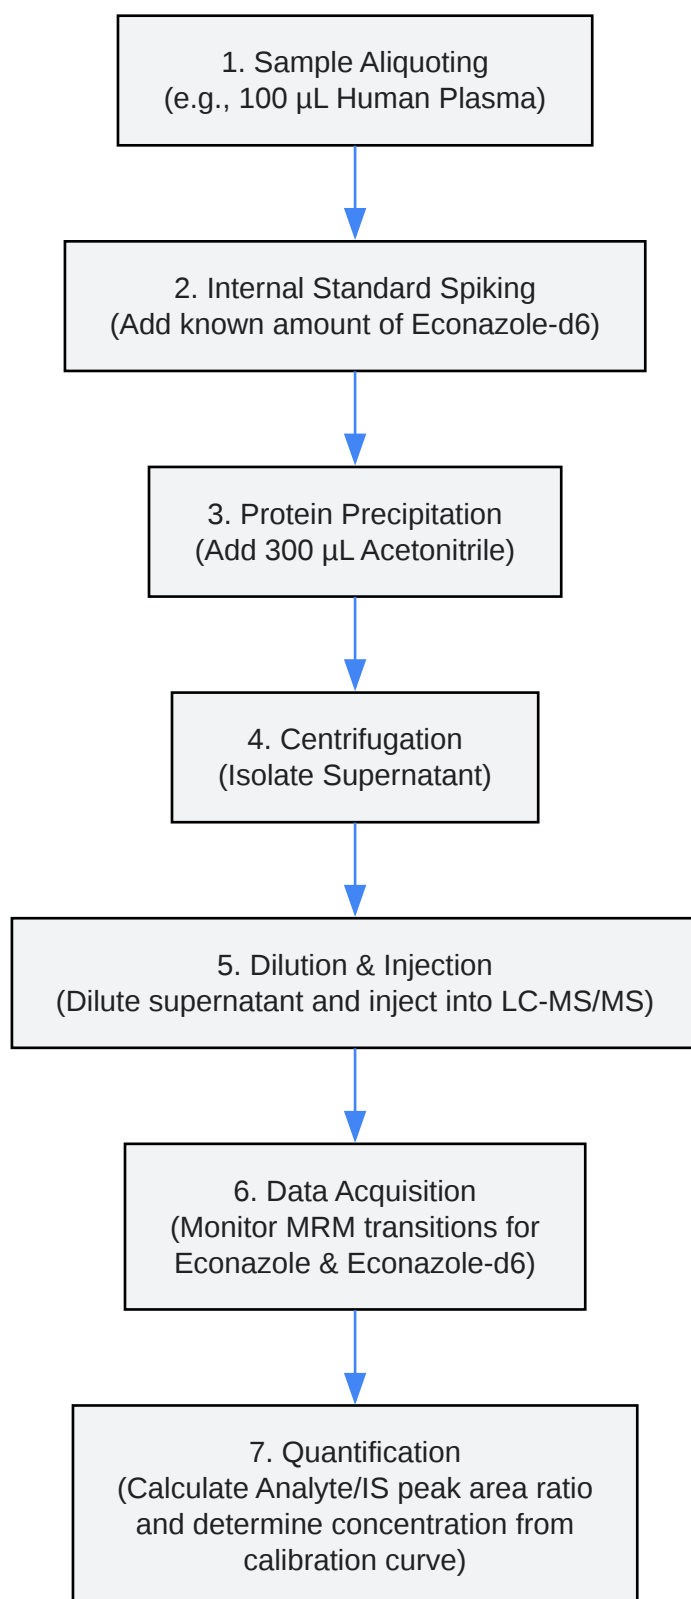 1. Sample Aliquoting
(e.g., 100 µL Human Plasma)
2. Internal Standard Spiking
(Add known amount of Econazole-d6)
3. Protein Precipitation
(Add 300 µL Acetonitrile)
4. Centrifugation
(Isolate Supernatant)
5. Dilution & Injection
(Dilute supernatant and inject into LC-MS/MS)
6. Data Acquisition
(Monitor MRM transitions for
Econazole & Econazole-d6)
7. Quantification
(Calculate Analyte/IS peak area ratio
and determine concentration from
calibration curve)